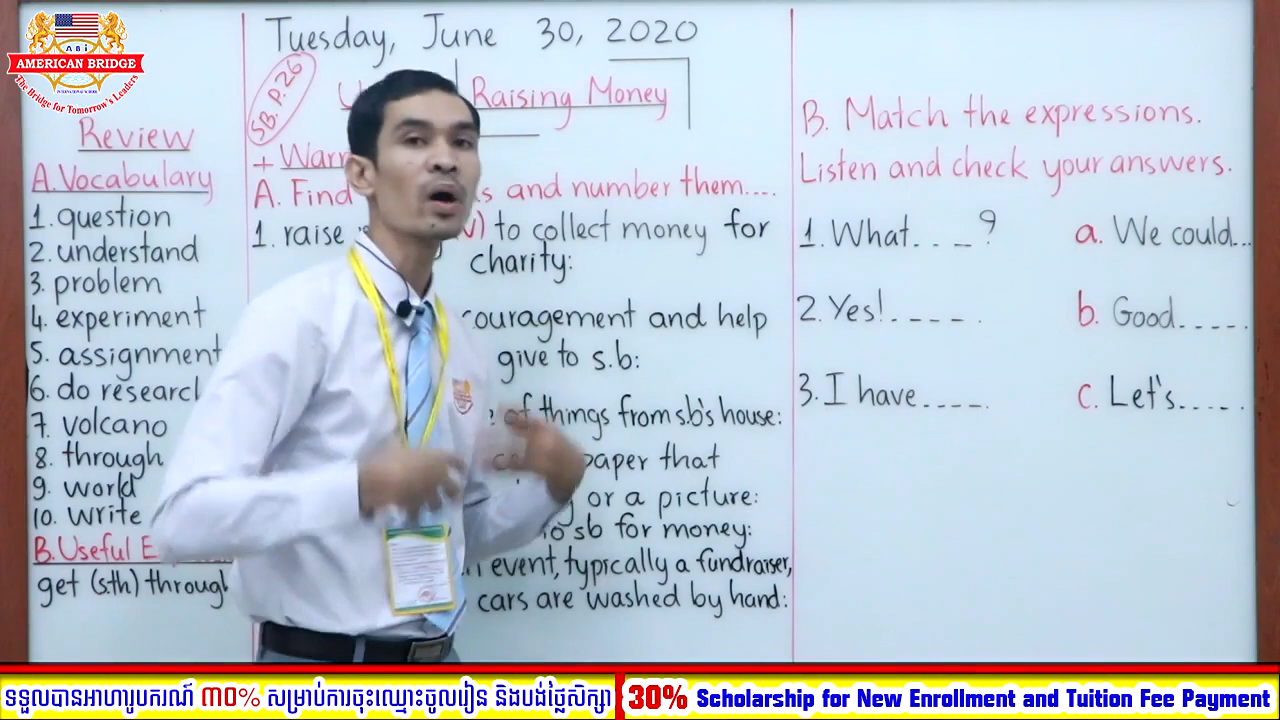 AMERICAN BRIDGE
The Bridge for Tomorrow's Leaders
Tuesday, June 30, 2020
SB. P. 26
Raising Money
Review
A. Vocabulary
1. question
2. understand
3. problem
4. experiment
5. assignment
6. do research
7. volcano
8. through
9. world
10. write
B. Useful
get (s.th) through
A. Find and number them....
1. raise to collect money for
charity:
and help
give to s.b:
of things from sb's house:
paper that
or a picture:
sb for money:
event, typically a fundraiser,
cars are washed by hand:
B. Match the expressions.
Listen and check your answers.
1. What. . _ ? a. We could...
2. Yes!. _ _ _ . b. Good.....
3. I have.... c. Let's.....
ទទួលបានអាហារូបករណ៍ ៣០% សម្រាប់ការចុះឈ្មោះចូលរៀន និងបង់ថ្លៃសិក្សា
30% Scholarship for New Enrollment and Tuition Fee Payment